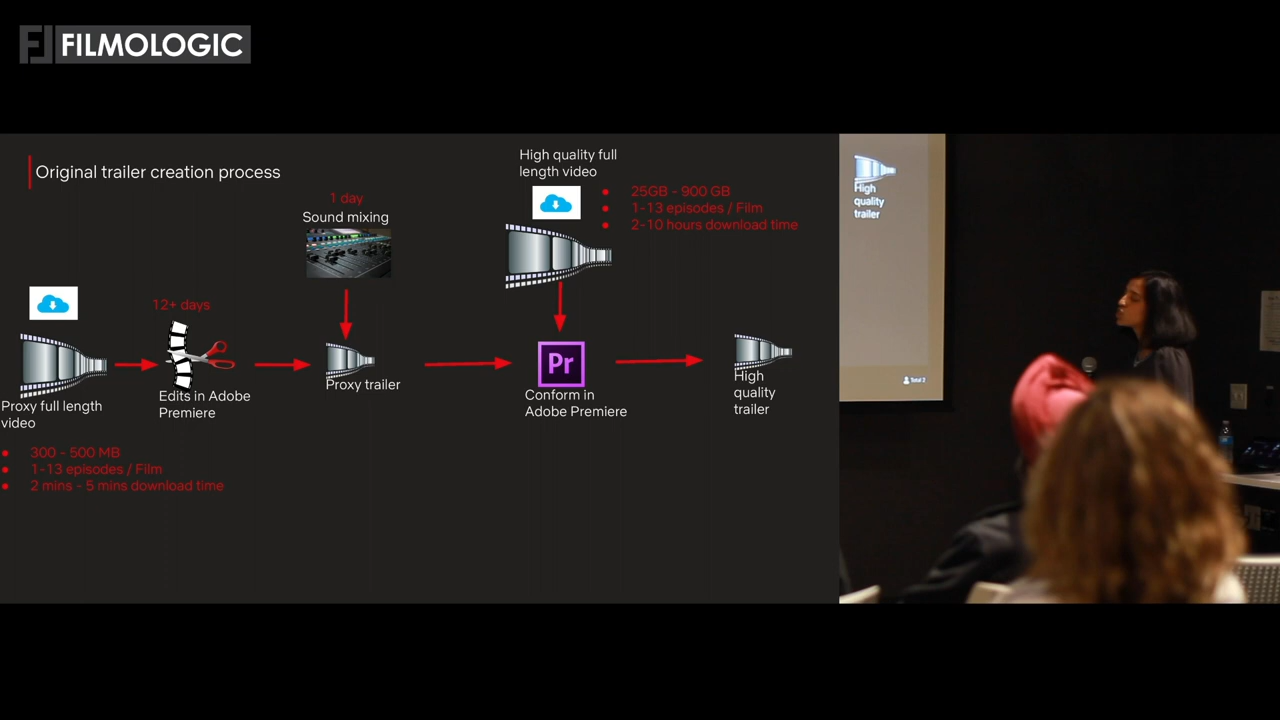 FILMOLOGIC
Original trailer creation process
High quality full
length video
25GB - 900 GB
1-13 episodes / Film
2-10 hours download time
1 day
Sound mixing
12+ days
Proxy full length
video
Edits in Adobe
Premiere
Proxy trailer
Pr
Conform in
Adobe Premiere
High
quality
trailer
300 - 500 MB
1-13 episodes / Film
2 mins - 5 mins download time
High
quality
trailer
Total 2